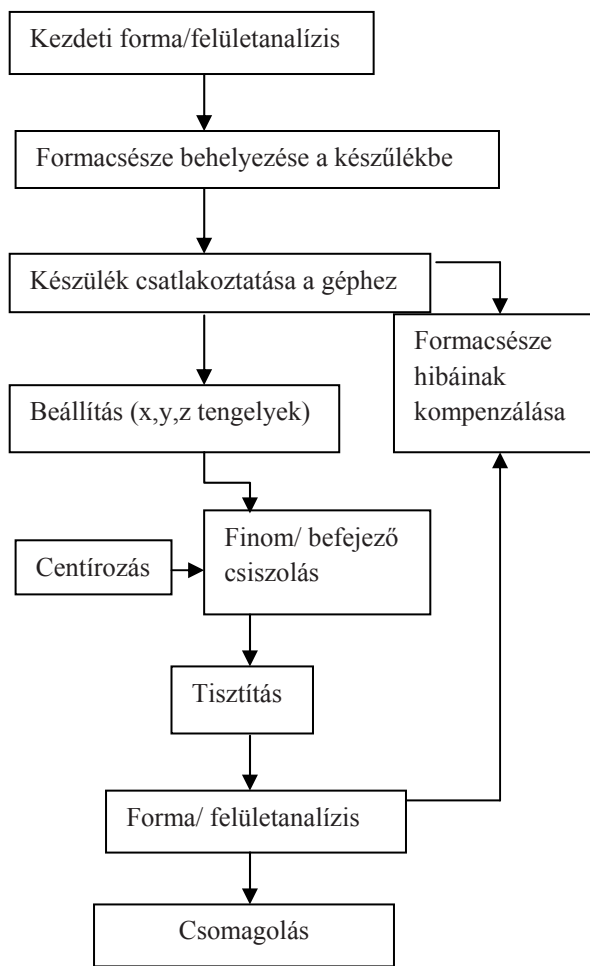 Kezdeti forma/felületanalízis
Formacsésze behelyezése a készűlékbe
Készülék csatlakoztatása a géphez
Formacsésze
hibáinak
kompenzálása
Beállítás (x,y,z tengelyek)
Finom/ befejező
csiszolás
Centírozás
Tisztítás
Forma/ felületanalízis
Csomagolás